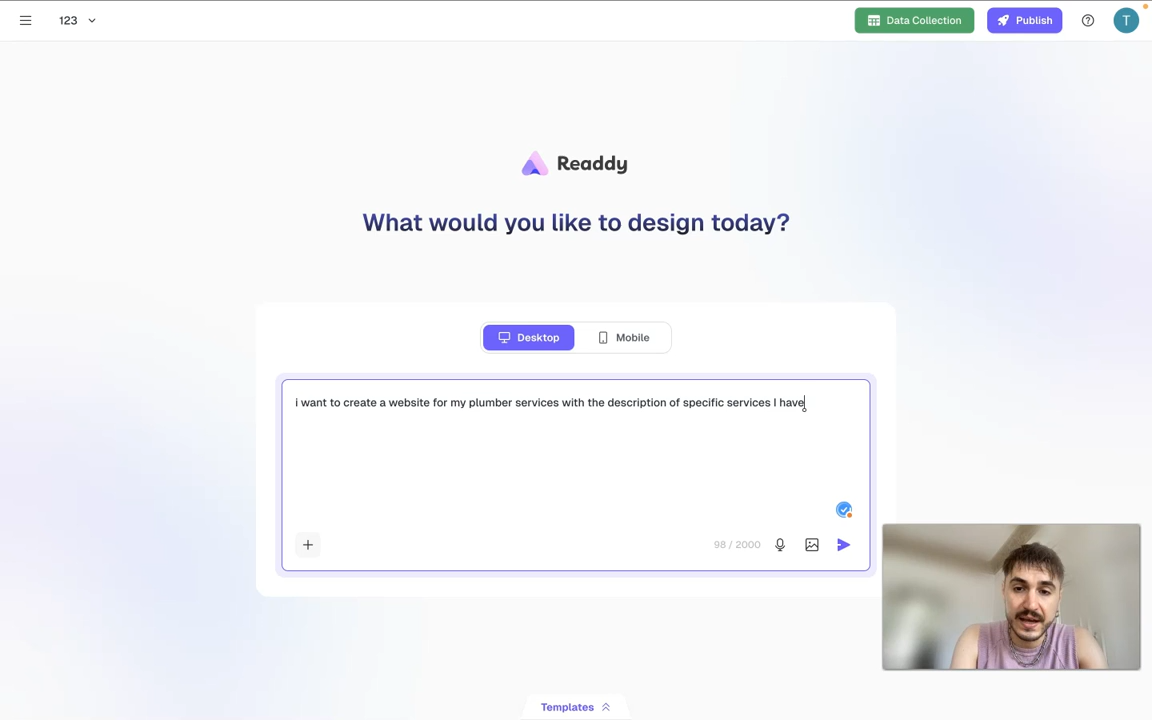 123
Data Collection
Publish
T
Readdy
What would you like to design today?
Desktop
Mobile
i want to create a website for my plumber services with the description of specific services I have
98 / 2000
Templates